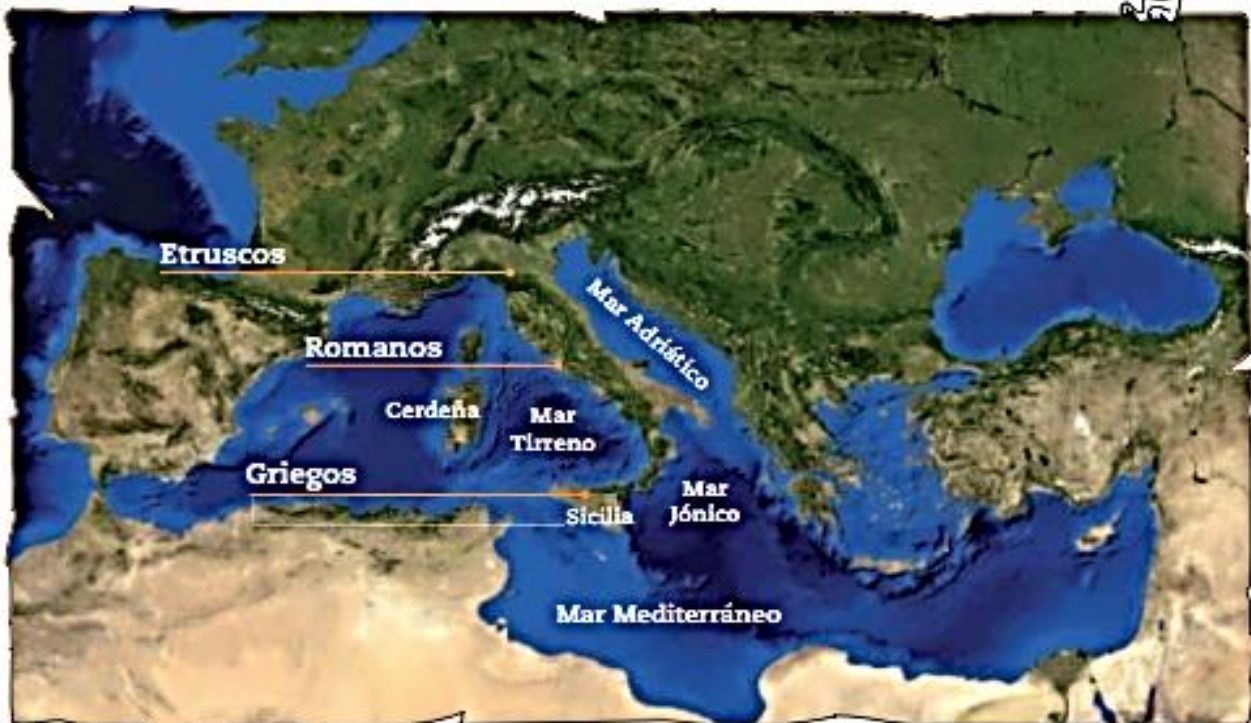 Etruscos
Mar Adriático
Romanos
Cerdeña
Mar
Tirreno
Griegos
Mar
Jónico
Sicilia
Mar Mediterráneo